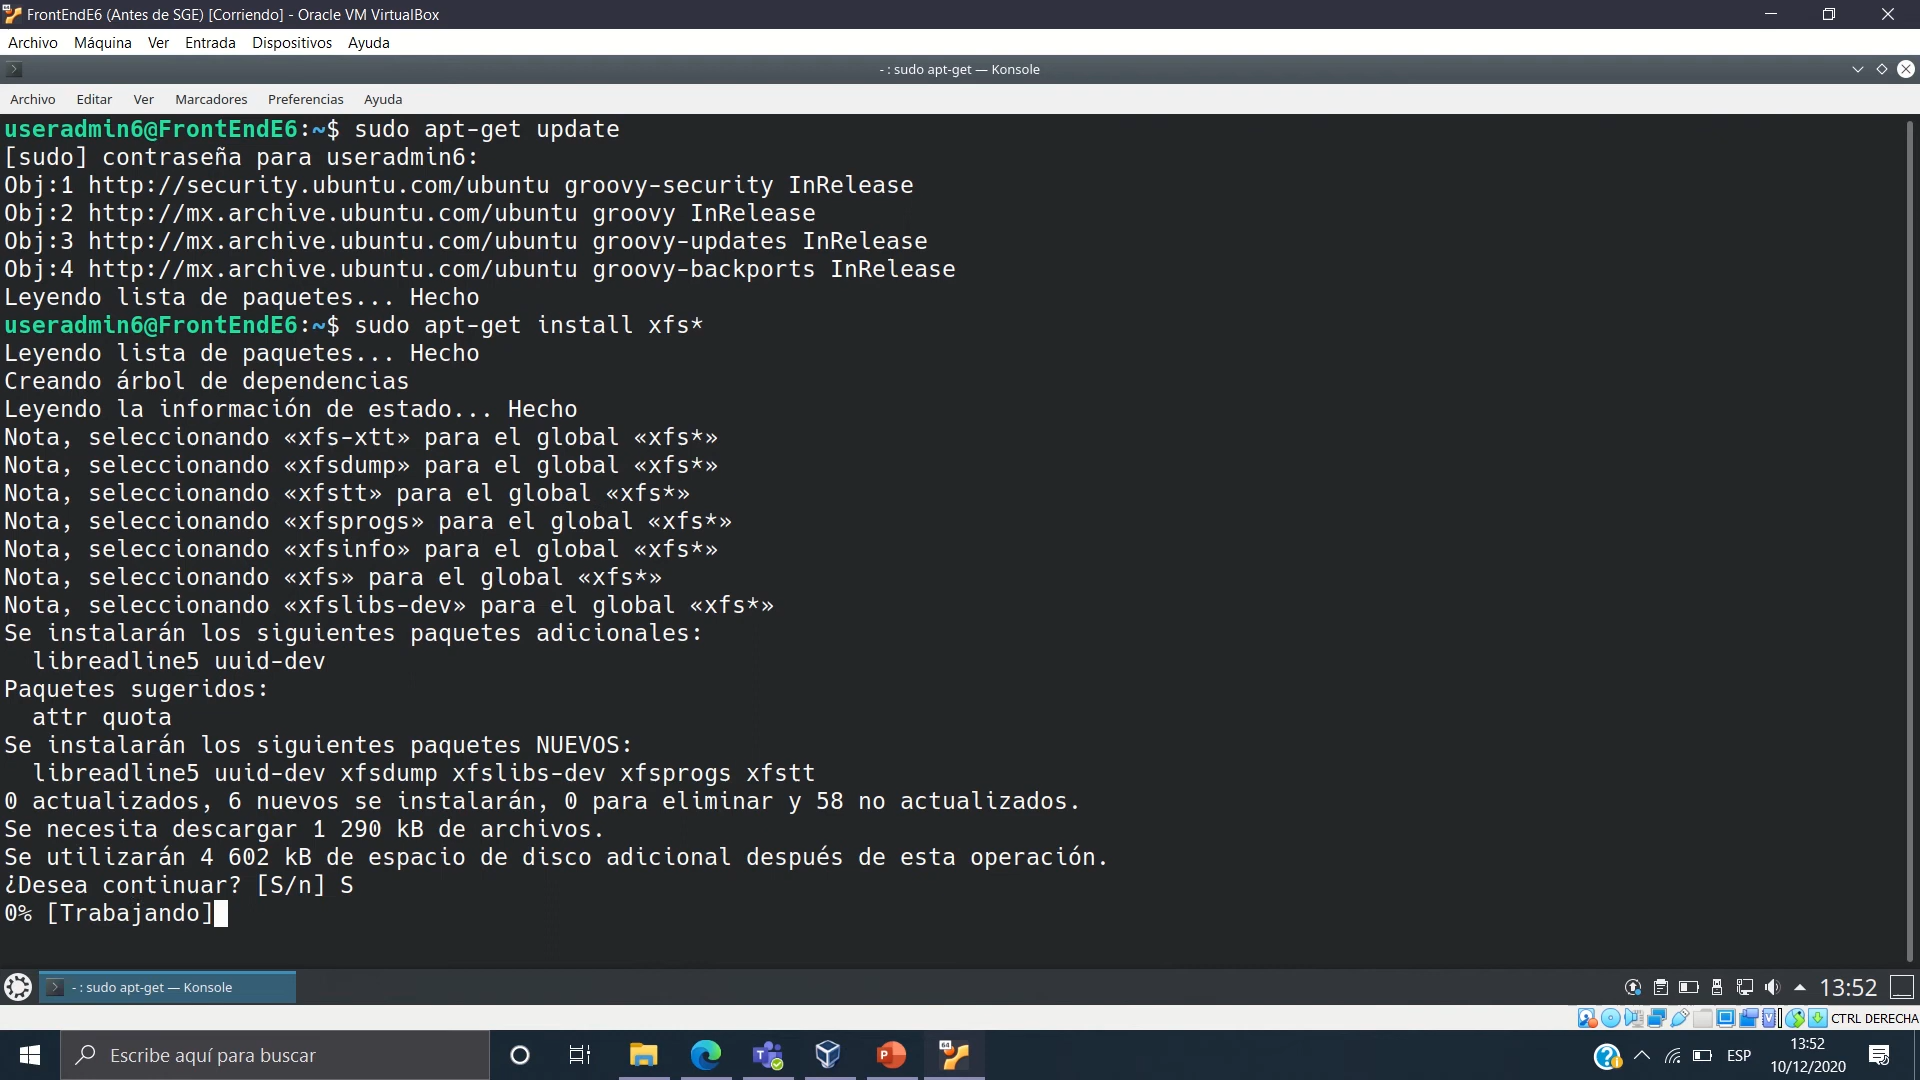 FrontEndE6 (Antes de SGE) [Corriendo] - Oracle VM VirtualBox
Archivo Máquina Ver Entrada Dispositivos Ayuda
- : sudo apt-get — Konsole
Archivo Editar Ver Marcadores Preferencias Ayuda
useradmin6@FrontEndE6:~$ sudo apt-get update
[sudo] contraseña para useradmin6:
Obj:1 http://security.ubuntu.com/ubuntu groovy-security InRelease
Obj:2 http://mx.archive.ubuntu.com/ubuntu groovy InRelease
Obj:3 http://mx.archive.ubuntu.com/ubuntu groovy-updates InRelease
Obj:4 http://mx.archive.ubuntu.com/ubuntu groovy-backports InRelease
Leyendo lista de paquetes... Hecho
useradmin6@FrontEndE6:~$ sudo apt-get install xfs*
Leyendo lista de paquetes... Hecho
Creando árbol de dependencias
Leyendo la información de estado... Hecho
Nota, seleccionando «xfs-xtt» para el global «xfs*»
Nota, seleccionando «xfsdump» para el global «xfs*»
Nota, seleccionando «xfstt» para el global «xfs*»
Nota, seleccionando «xfsprogs» para el global «xfs*»
Nota, seleccionando «xfsinfo» para el global «xfs*»
Nota, seleccionando «xfs» para el global «xfs*»
Nota, seleccionando «xfslibs-dev» para el global «xfs*»
Se instalarán los siguientes paquetes adicionales:
libreadline5 uuid-dev
Paquetes sugeridos:
attr quota
Se instalarán los siguientes paquetes NUEVOS:
libreadline5 uuid-dev xfsdump xfslibs-dev xfsprogs xfstt
0 actualizados, 6 nuevos se instalarán, 0 para eliminar y 58 no actualizados.
Se necesita descargar 1 290 kB de archivos.
Se utilizarán 4 602 kB de espacio de disco adicional después de esta operación.
¿Desea continuar? [S/n] S
0% [Trabajando]
- : sudo apt-get — Konsole
13:52
CTRL DERECHA
Escribe aquí para buscar
ESP
13:52
10/12/2020